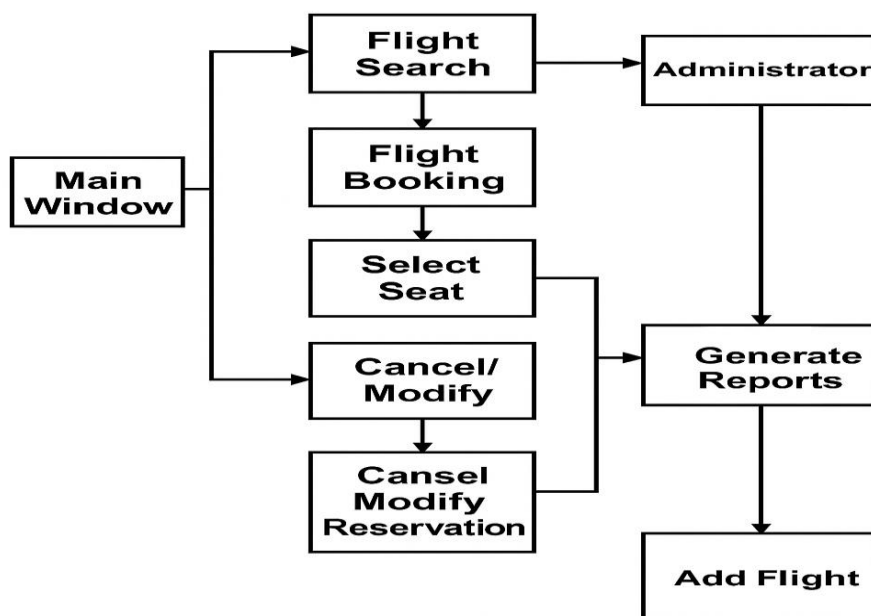 Flight
Search
Administrator
Main
Window
Flight
Booking
Select
Seat
Cancel/
Modify
Generate
Reports
Cansel
Modify
Reservation
Add Flight